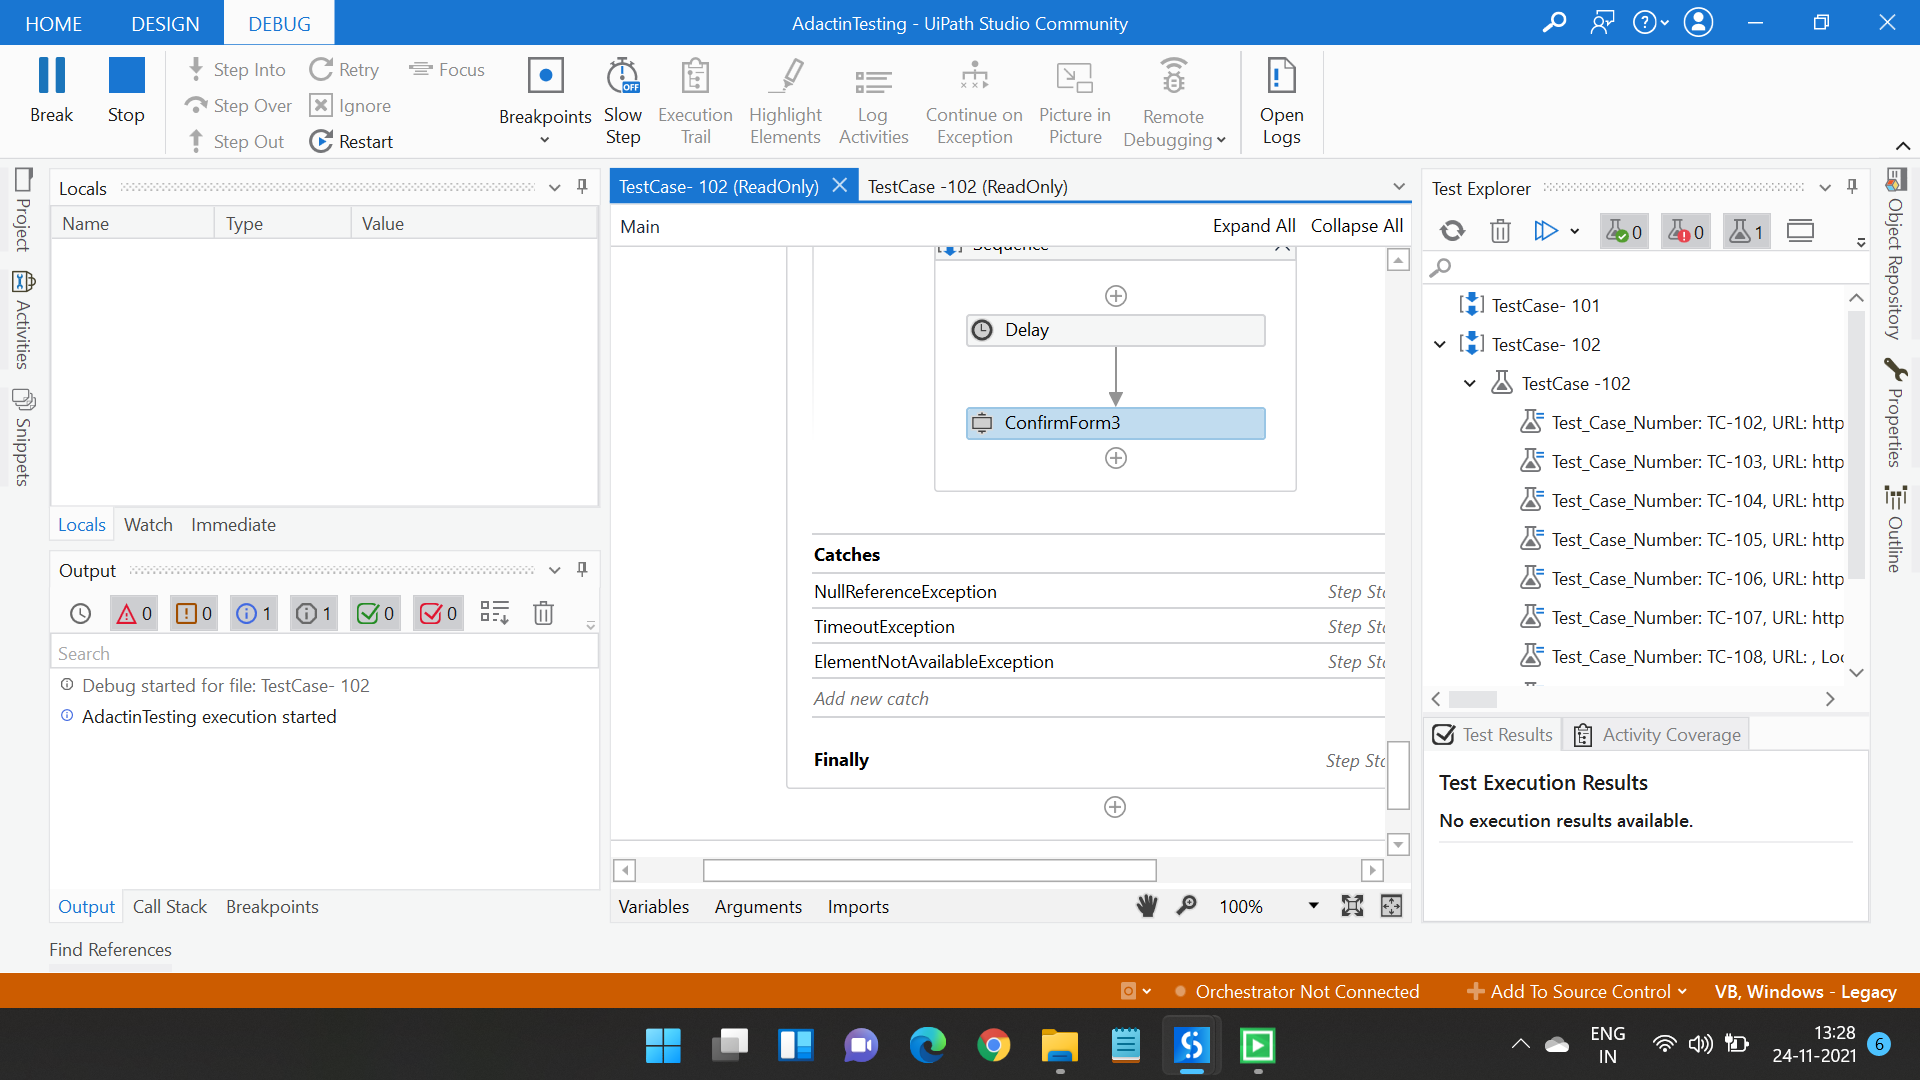 HOME
DESIGN
DEBUG
AdactinTesting - UiPath Studio Community
Break
Stop
Step Into
Step Over
Step Out
Retry
Ignore
Restart
Focus
Breakpoints
Slow
Step
OFF
Execution
Trail
Highlight
Elements
Log
Activities
Continue on
Exception
Picture in
Picture
Remote
Debugging
Open
Logs
Project
Activities
Snippets
Locals
Name
Type
Value
Locals
Watch
Immediate
Output
0
0
1
1
0
0
Search
Debug started for file: TestCase- 102
AdactinTesting execution started
Output
Call Stack
Breakpoints
Find References
TestCase- 102 (ReadOnly)
TestCase -102 (ReadOnly)
Main
Expand All
Collapse All
Sequence
Delay
ConfirmForm3
Catches
NullReferenceException
Step Sta
TimeoutException
Step Sta
ElementNotAvailableException
Step Sta
Add new catch
Finally
Step Sta
Variables
Arguments
Imports
100%
Test Explorer
0
0
1
TestCase- 101
TestCase- 102
TestCase -102
Test_Case_Number: TC-102, URL: http
Test_Case_Number: TC-103, URL: http
Test_Case_Number: TC-104, URL: http
Test_Case_Number: TC-105, URL: http
Test_Case_Number: TC-106, URL: http
Test_Case_Number: TC-107, URL: http
Test_Case_Number: TC-108, URL: , Loc
Test Results
Activity Coverage
Test Execution Results
No execution results available.
Object Repository
Properties
Outline
Orchestrator Not Connected
Add To Source Control
VB, Windows - Legacy
ENG
IN
13:28
24-11-2021
6